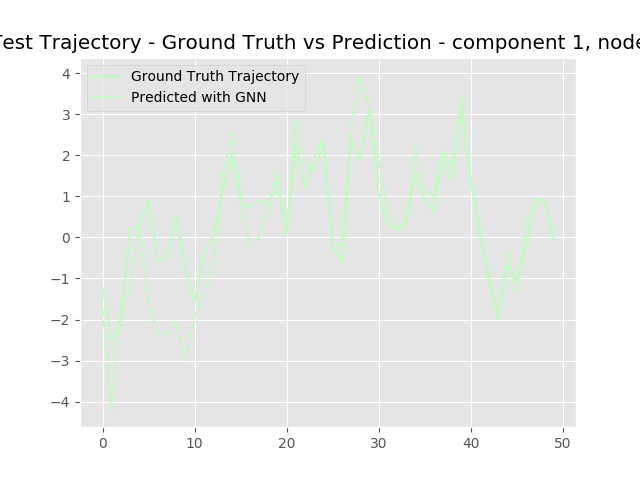 Test Trajectory - Ground Truth vs Prediction - component 1, node
Ground Truth Trajectory
Predicted with GNN
4
3
2
1
0
−1
−2
−3
−4
0 10 20 30 40 50